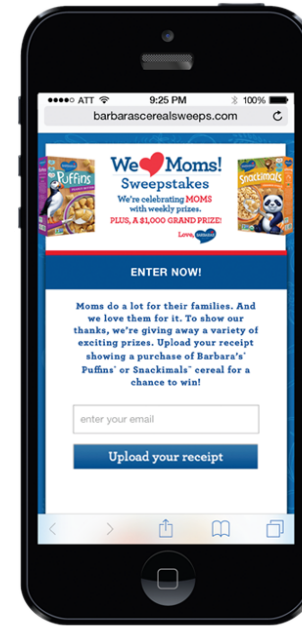 ATT 9:25 PM 100%
barbarascerealsweeps.com
We Moms!
Sweepstakes
We're celebrating MOMS
with weekly prizes.
PLUS, A $1,000 GRAND PRIZE!
Love,
Puffins
Snackimals
ENTER NOW!
Moms do a lot for their families. And
we love them for it. To show our
thanks, we're giving away a variety of
exciting prizes. Upload your receipt
showing a purchase of Barbara's®
Puffins® or Snackimals™ cereal for a
chance to win!
enter your email
Upload your receipt